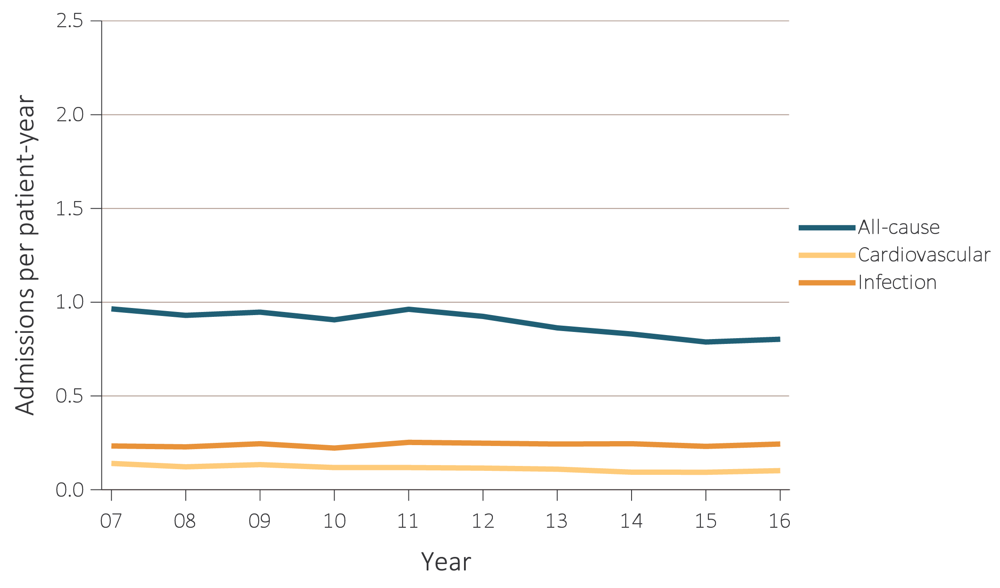 Admissions per patient-year
2.5
2.0
1.5
1.0
0.5
0.0
07 08 09 10 11 12 13 14 15 16
Year
All-cause
Cardiovascular
Infection